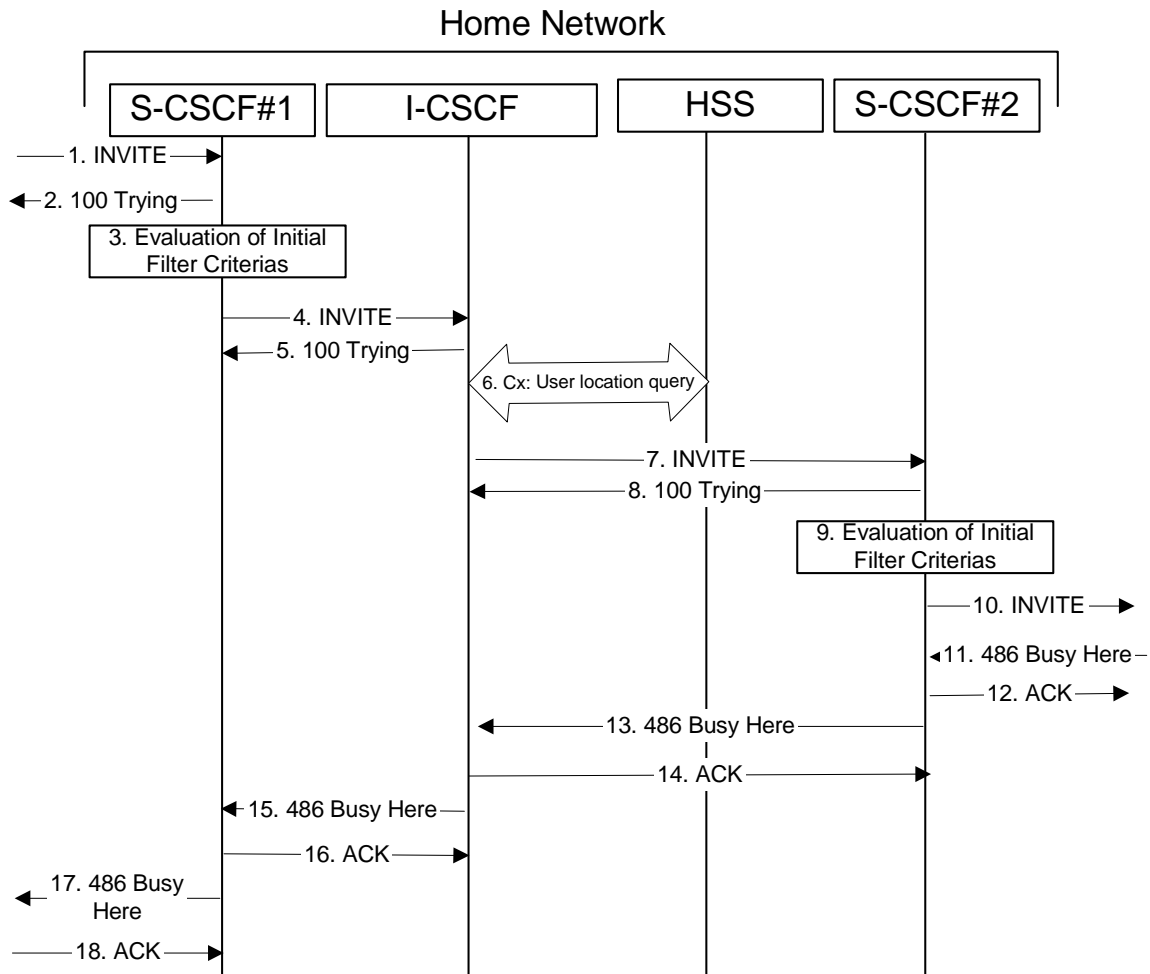 Home Network
S-CSCF#1
I-CSCF
HSS
S-CSCF#2
1. INVITE
2. 100 Trying
3. Evaluation of Initial
Filter Criterias
4. INVITE
5. 100 Trying
6. Cx: User location query
7. INVITE
8. 100 Trying
9. Evaluation of Initial
Filter Criterias
10. INVITE
11. 486 Busy Here
12. ACK
13. 486 Busy Here
14. ACK
15. 486 Busy Here
16. ACK
17. 486 Busy
Here
18. ACK